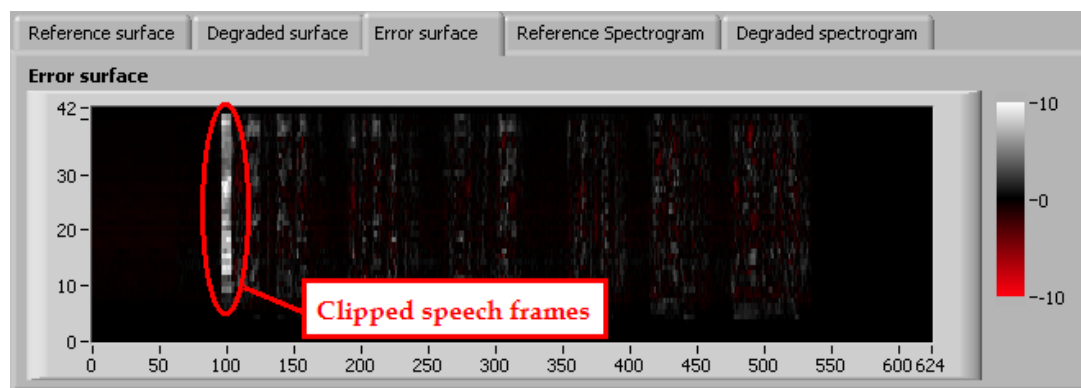 Reference surface Degraded surface Error surface Reference Spectrogram Degraded spectrogram
Error surface
42
30
20
10
0
Clipped speech frames
0 50 100 150 200 250 300 350 400 450 500 550 600 624
10
0
-10